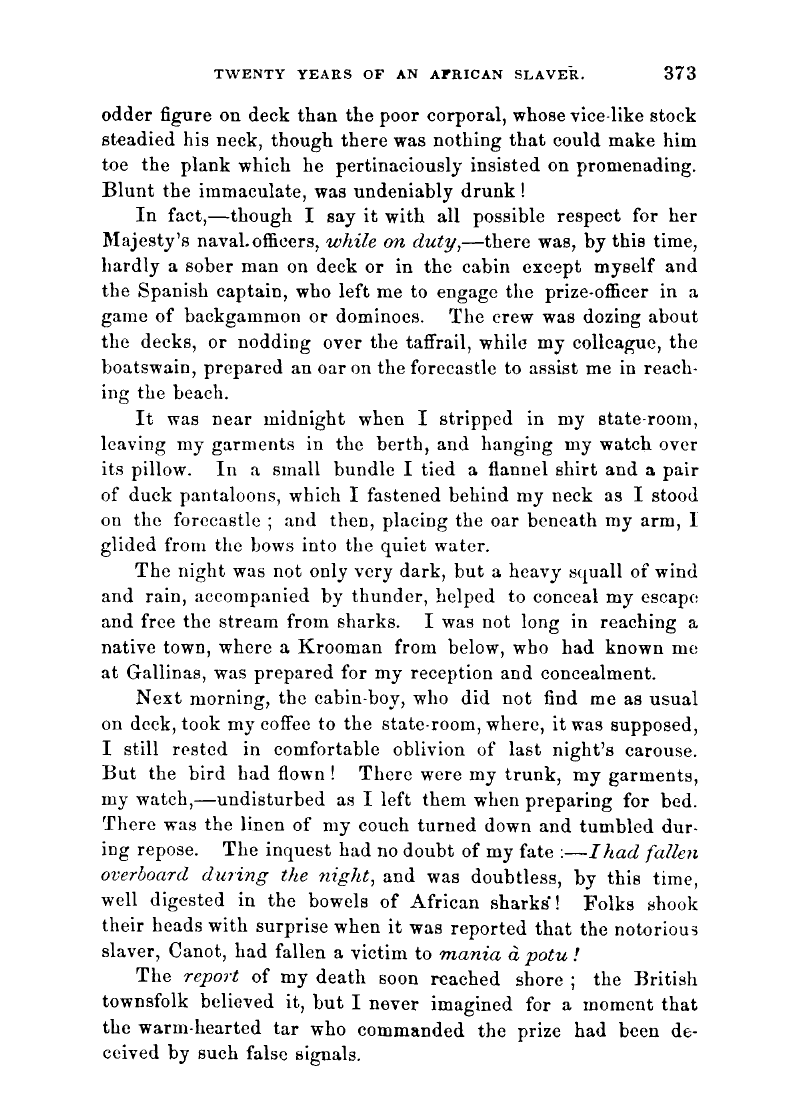 TWENTY YEARS OF AN AFRICAN SLAVER. 373
odder figure on deck than the poor corporal, whose vice-like stock
steadied his neck, though there was nothing that could make him
toe the plank which he pertinaciously insisted on promenading.
Blunt the immaculate, was undeniably drunk !
In fact,—though I say it with all possible respect for her
Majesty's naval officers, while on duty,—there was, by this time,
hardly a sober man on deck or in the cabin except myself and
the Spanish captain, who left me to engage the prize-officer in a
game of backgammon or dominoes. The crew was dozing about
the decks, or nodding over the taffrail, while my colleague, the
boatswain, prepared an oar on the forecastle to assist me in reach-
ing the beach.
It was near midnight when I stripped in my state-room,
leaving my garments in the berth, and hanging my watch over
its pillow. In a small bundle I tied a flannel shirt and a pair
of duck pantaloons, which I fastened behind my neck as I stood
on the forecastle ; and then, placing the oar beneath my arm, I
glided from the bows into the quiet water.
The night was not only very dark, but a heavy squall of wind
and rain, accompanied by thunder, helped to conceal my escape
and free the stream from sharks. I was not long in reaching a
native town, where a Krooman from below, who had known me
at Gallinas, was prepared for my reception and concealment.
Next morning, the cabin-boy, who did not find me as usual
on deck, took my coffee to the state-room, where, it was supposed,
I still rested in comfortable oblivion of last night's carouse.
But the bird had flown ! There were my trunk, my garments,
my watch,—undisturbed as I left them when preparing for bed.
There was the linen of my couch turned down and tumbled dur-
ing repose. The inquest had no doubt of my fate :—I had fallen
overboard during the night, and was doubtless, by this time,
well digested in the bowels of African sharks ! Folks shook
their heads with surprise when it was reported that the notorious
slaver, Canot, had fallen a victim to mania à potu !
The report of my death soon reached shore ; the British
townsfolk believed it, but I never imagined for a moment that
the warm-hearted tar who commanded the prize had been de-
ceived by such false signals.